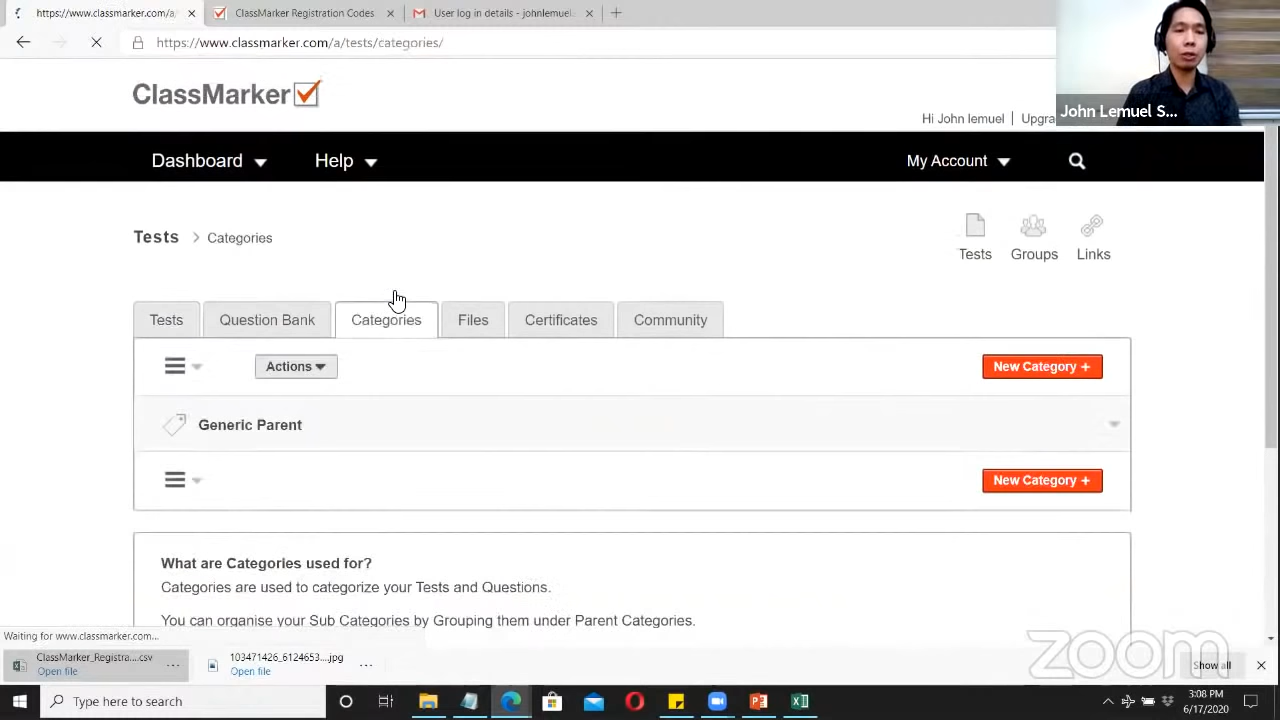 https://www.classmarker.com/a/
ClassMarker Registration Codes
User log in details - johnlemuel
https://www.classmarker.com/a/tests/categories/
ClassMarker
John Lemuel S...
Hi John lemuel | Upgra
Dashboard
Help
My Account
Tests > Categories
Tests
Groups
Links
Tests
Question Bank
Categories
Files
Certificates
Community
Actions
New Category +
Generic Parent
New Category +
What are Categories used for?
Categories are used to categorize your Tests and Questions.
You can organise your Sub Categories by Grouping them under Parent Categories.
Waiting for www.classmarker.com...
ClassMarker_Registra....csv
Open file
103471426_6124653....jpg
Open file
zoom
Show all
Type here to search
3:08 PM
6/17/2020